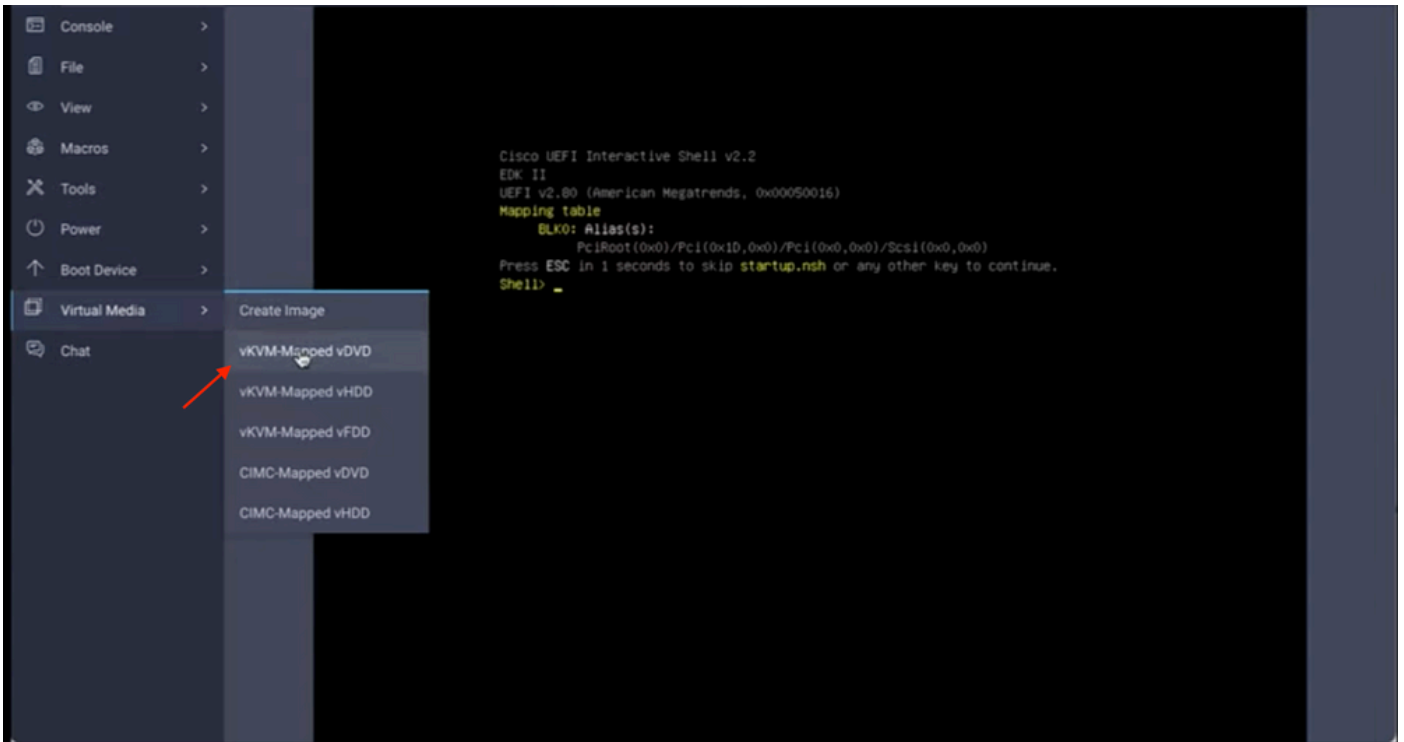 Console
File
View
Macros
Tools
Power
Boot Device
Virtual Media
Chat
Create Image
vKVM-Mapped vDVD
vKVM-Mapped vHDD
vKVM-Mapped vFDD
CIMC-Mapped vDVD
CIMC-Mapped vHDD
Cisco UEFI Interactive Shell v2.2
EDK II
UEFI v2.80 (American Megatrends, 0x00050016)
Mapping table
BLK0: Alias(s):
PciRoot(0x0)/Pci(0x1D,0x0)/Pci(0x0,0x0)/Scsi(0x0,0x0)
Press ESC in 1 seconds to skip startup.nsh or any other key to continue.
Shell> _